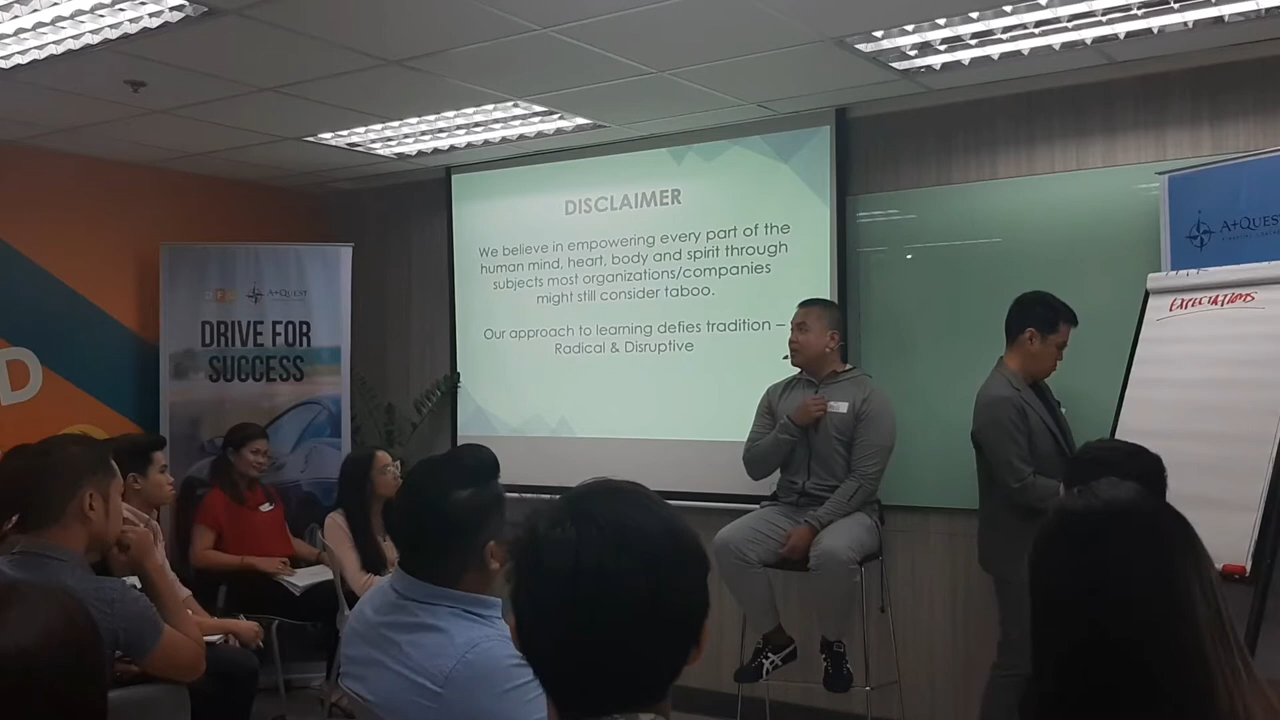 DISCLAIMER
We believe in empowering every part of the
human mind, heart, body and spirit through
subjects most organizations/companies
might still consider taboo.
Our approach to learning defies tradition –
Radical & Disruptive
A+QUEST
DRIVE FOR
SUCCESS
D
A+QUEST
EXPECTATIONS